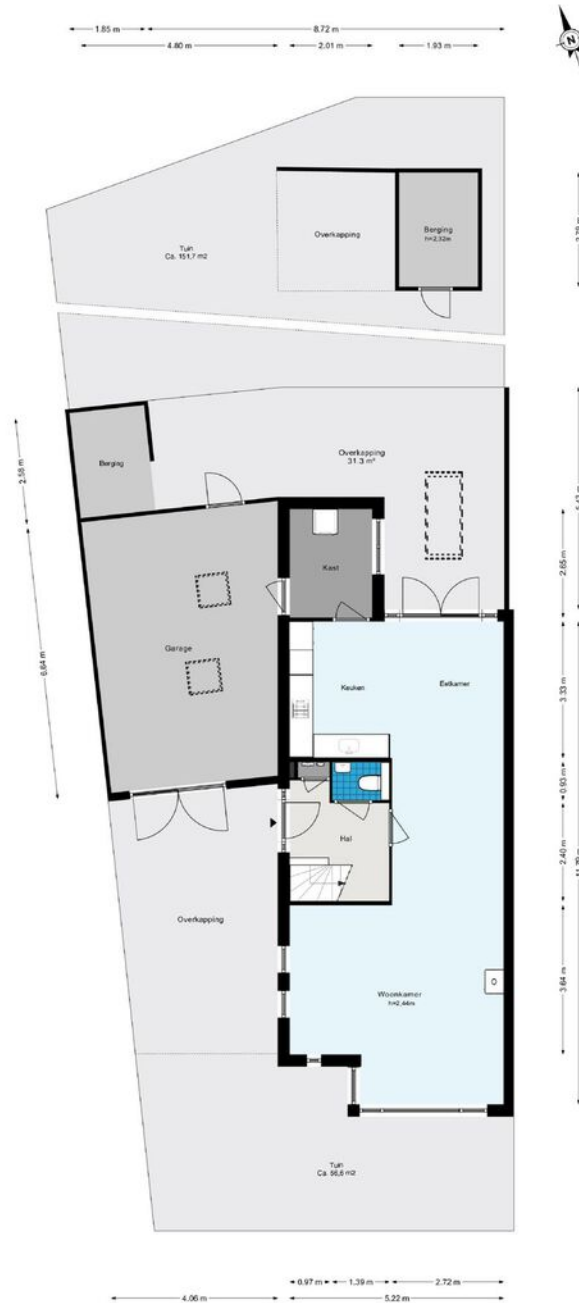 1.85 m
8.72 m
4.80 m
2.01 m
1.93 m
N
Overkapping
Berging
h=2,32m
Tuin
Ca. 151,7 m2
Overkapping
31.3 m²
Berging
2.58 m
2.65 m
Kast
Garage
6.64 m
Keuken
Eetkamer
3.33 m
0.93 m
Hal
2.40 m
Overkapping
3.64 m
Woonkamer
h=2,44m
Tuin
Ca. 56,6 m2
0.97 m
1.39 m
2.72 m
4.06 m
5.22 m